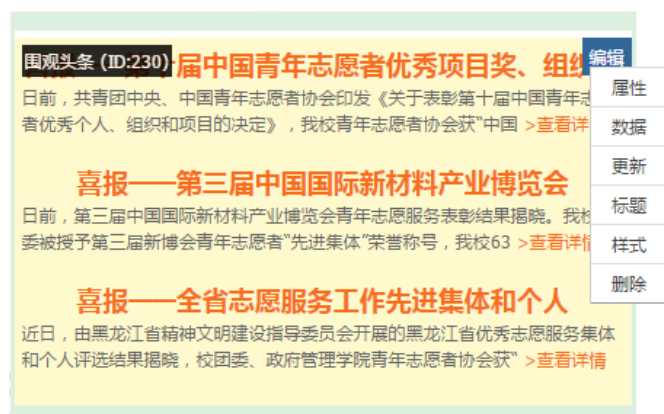 围观头条 (ID:230)
届中国青年志愿者优秀项目奖、组
编辑
日前，共青团中央、中国青年志愿者协会印发《关于表彰第十届中国青年志
者优秀个人、组织和项目的决定》，我校青年志愿者协会获“中国 >查看详
喜报——第三届中国国际新材料产业博览会
日前，第三届中国国际新材料产业博览会青年志愿服务表彰结果揭晓。我校
委被授予第三届新博会青年志愿者“先进集体”荣誉称号，我校63 >查看详情
喜报——全省志愿服务工作先进集体和个人
近日，由黑龙江省精神文明建设指导委员会开展的黑龙江省优秀志愿服务集体
和个人评选结果揭晓，校团委、政府管理学院青年志愿者协会获“ >查看详情
属性
数据
更新
标题
样式
删除